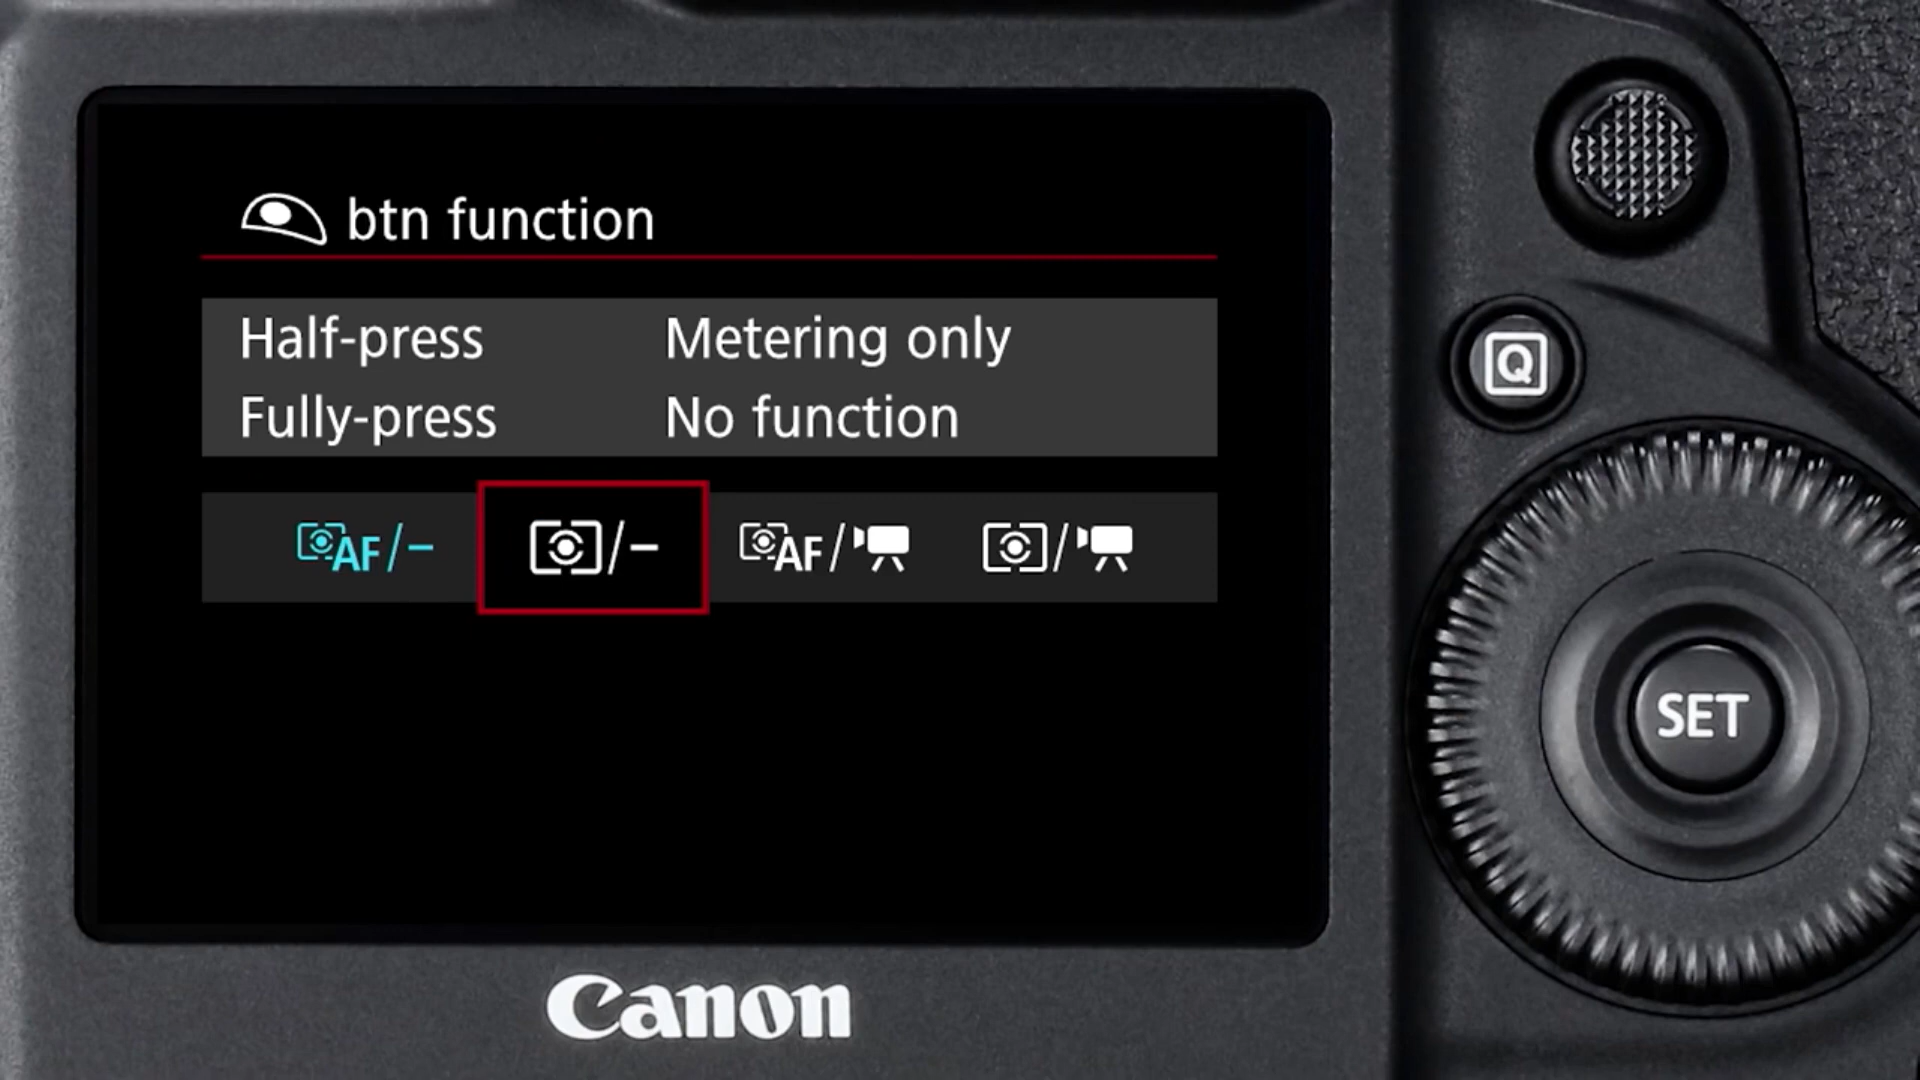 btn function
Half-press Metering only
Fully-press No function
AF/- /- AF/ /
Q
SET
Canon